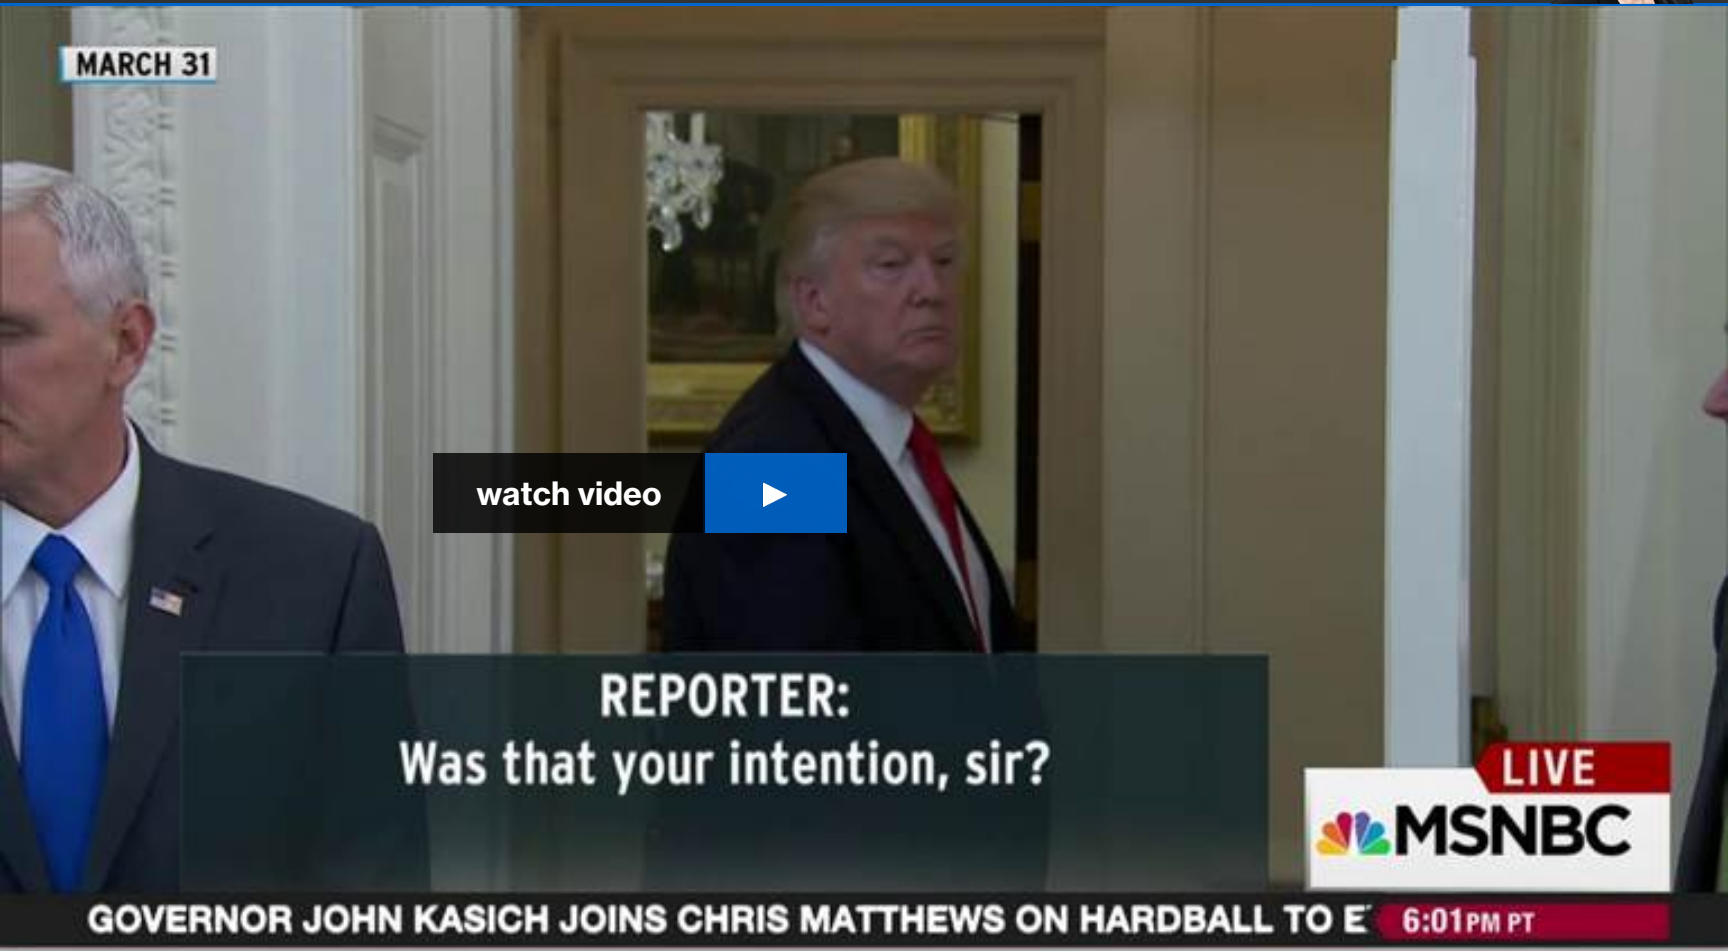 MARCH 31
watch video
REPORTER:
Was that your intention, sir?
LIVE
MSNBC
GOVERNOR JOHN KASICH JOINS CHRIS MATTHEWS ON HARDBALL TO
6:01PM PT